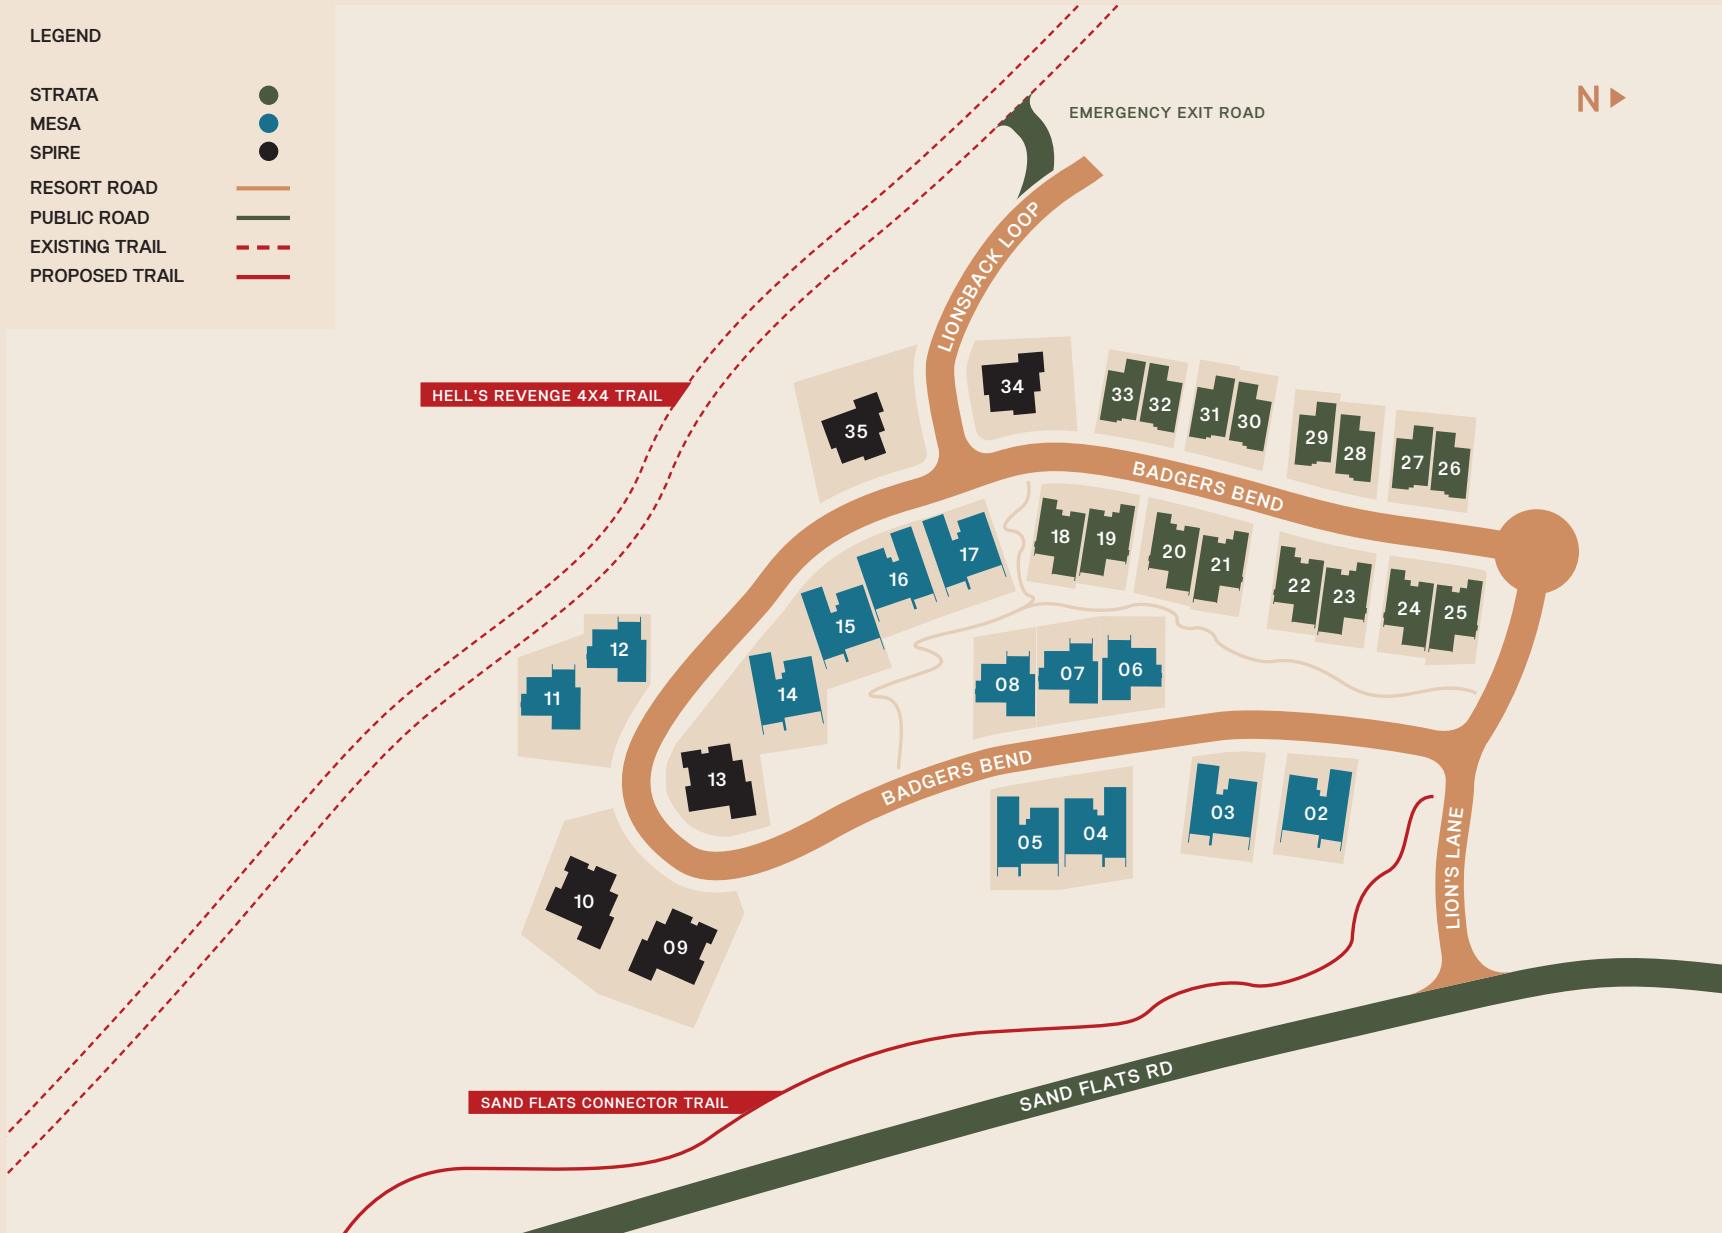 LEGEND
STRATA
MESA
SPIRE
RESORT ROAD
PUBLIC ROAD
EXISTING TRAIL
PROPOSED TRAIL
N
EMERGENCY EXIT ROAD
LIONSBACK LOOP
HELL'S REVENGE 4X4 TRAIL
35
34
33
32
31
30
29
28
27
26
BADGERS BEND
18
19
20
21
22
23
24
25
17
16
15
14
13
12
11
10
09
08
07
06
BADGERS BEND
05
04
03
02
LION'S LANE
SAND FLATS RD
SAND FLATS CONNECTOR TRAIL